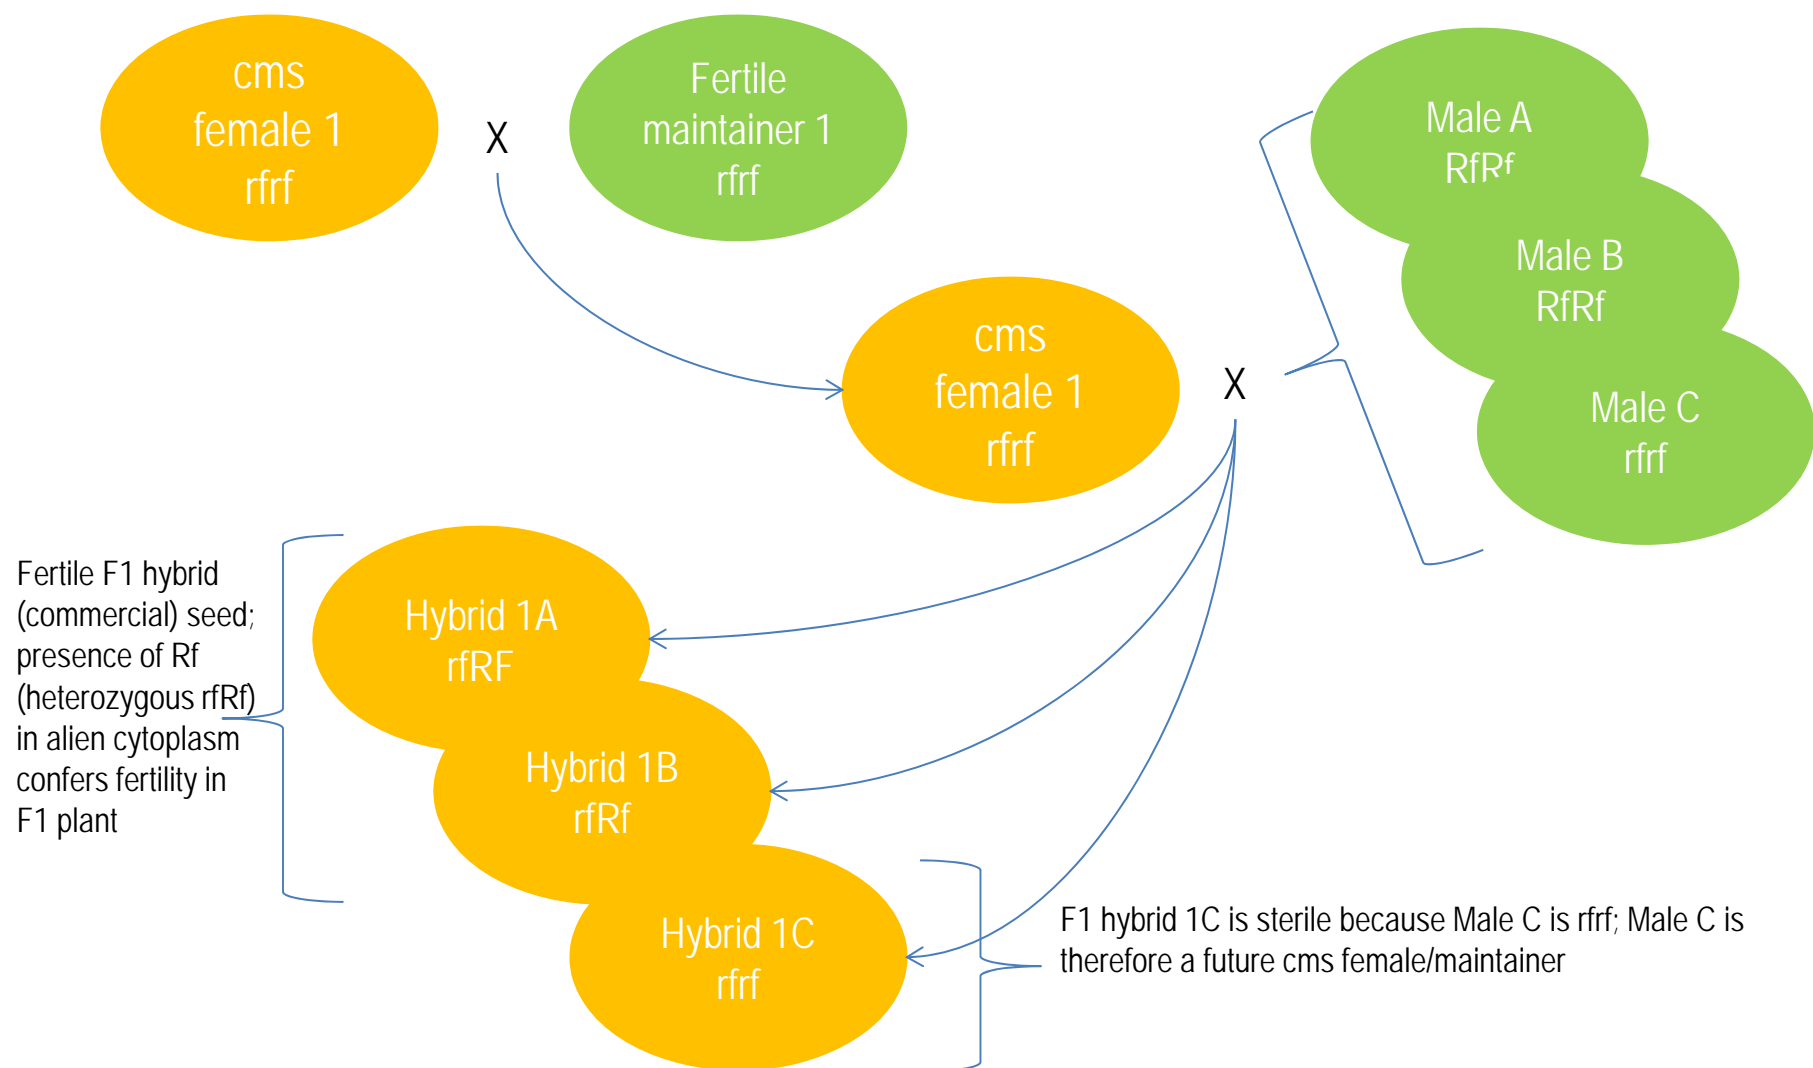 cms
female 1
rfrf
X
Fertile
maintainer 1
rfrf
Male A
RfRf
Male B
RfRf
Male C
rfrf
cms
female 1
rfrf
X
Fertile F1 hybrid
(commercial) seed;
presence of Rf
(heterozygous rfRf)
in alien cytoplasm
confers fertility in
F1 plant
Hybrid 1A
rfRF
Hybrid 1B
rfRf
Hybrid 1C
rfrf
F1 hybrid 1C is sterile because Male C is rfrf; Male C is
therefore a future cms female/maintainer